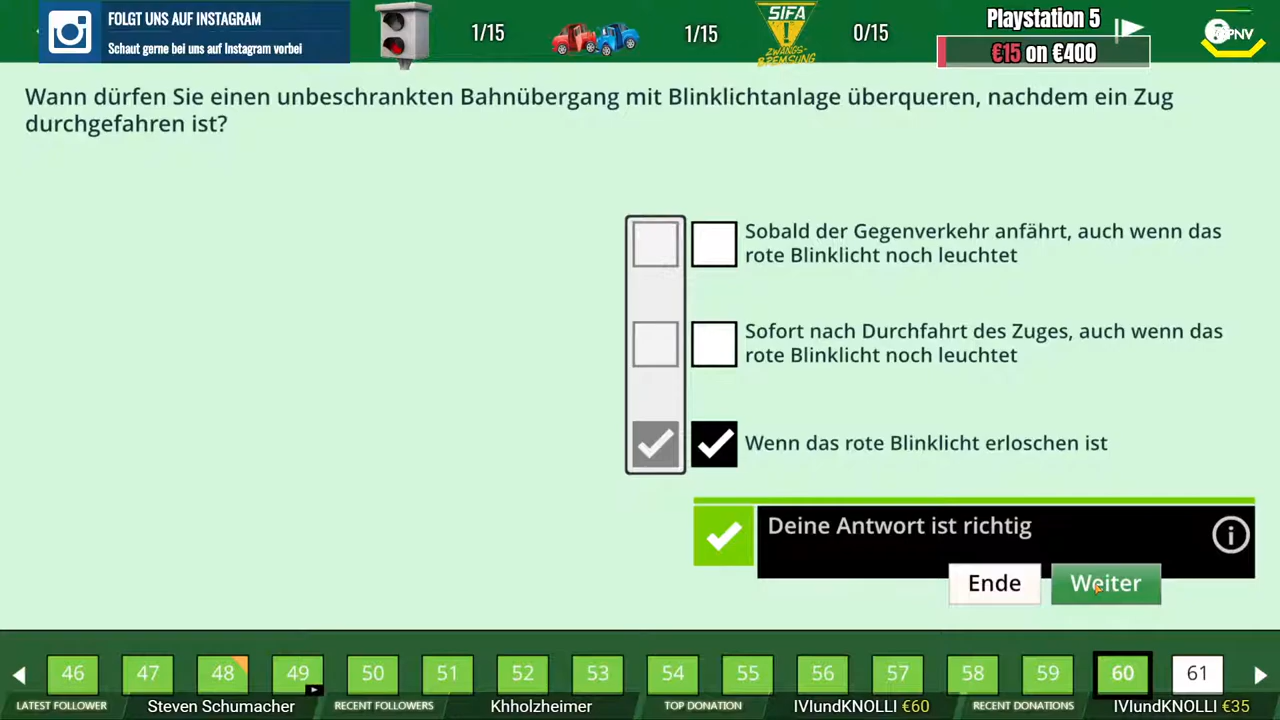 FOLGT UNS AUF INSTAGRAM
Schaut gerne bei uns auf Instagram vorbei
1/15
1/15
SIFA
ZWANGS-
BREMSUNG
0/15
Playstation 5
€15 on €400
ÖPNV
Wann dürfen Sie einen unbeschrankten Bahnübergang mit Blinklichtanlage überqueren, nachdem ein Zug
durchgefahren ist?
Sobald der Gegenverkehr anfährt, auch wenn das
rote Blinklicht noch leuchtet
Sofort nach Durchfahrt des Zuges, auch wenn das
rote Blinklicht noch leuchtet
Wenn das rote Blinklicht erloschen ist
Deine Antwort ist richtig
Ende Weiter
46 47 48 49 50 51 52 53 54 55 56 57 58 59 60 61
LATEST FOLLOWER Steven Schumacher RECENT FOLLOWERS Khholzheimer TOP DONATION IVIundKNOLLI €60 RECENT DONATIONS IVIundKNOLLI €35